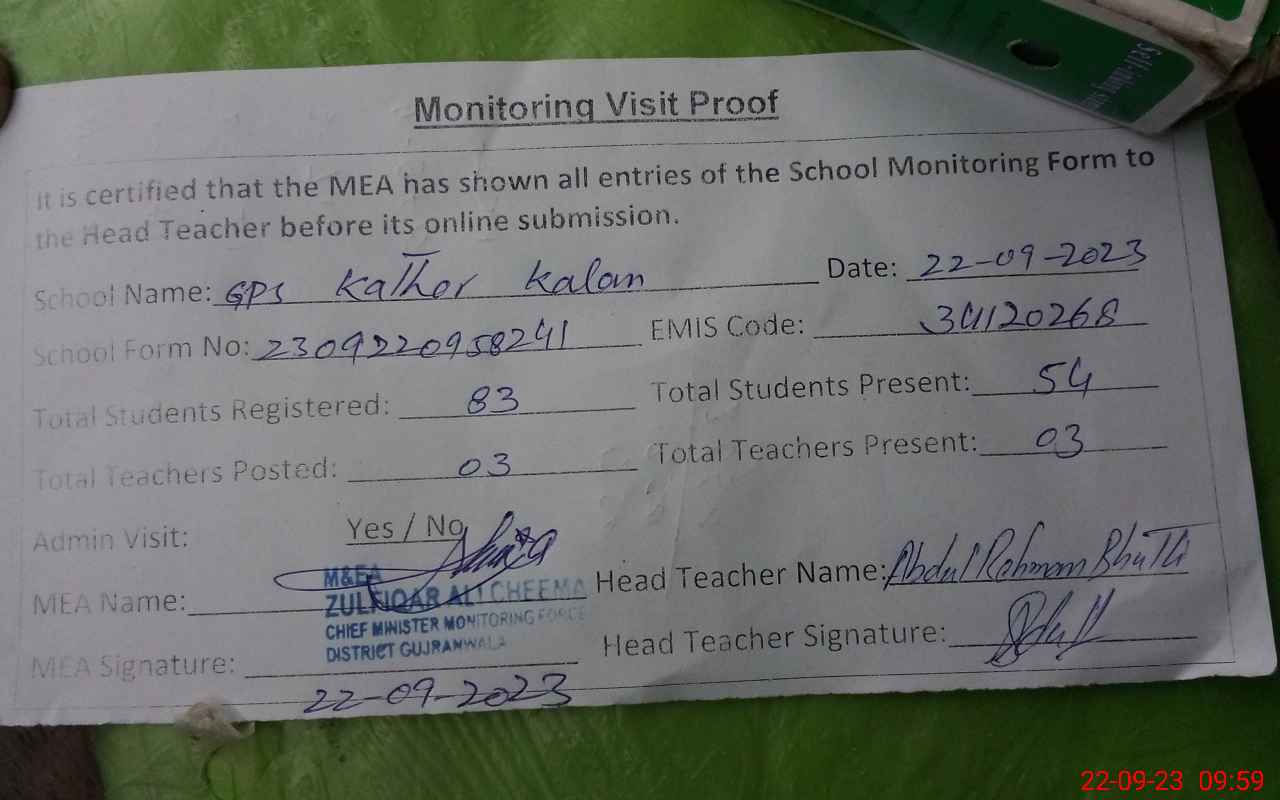 Self-inking Stamp
Monitoring Visit Proof
It is certified that the MEA has shown all entries of the School Monitoring Form to
the Head Teacher before its online submission.
School Name: GPS Kathor Kalan Date: 22-09-2023
School Form No: 2309220958241 EMIS Code: 34120268
Total Students Registered: 83 Total Students Present: 54
Total Teachers Posted: 03 Total Teachers Present: 03
Admin Visit: Yes / No
M&EA
MEA Name: ZULFIQAR ALI CHEEMA Head Teacher Name: Abdul Rehman Bhatti
CHIEF MINISTER MONITORING FORCE
DISTRICT GUJRANWALA
MEA Signature: Head Teacher Signature:
22-09-2023
22-09-23 09:59